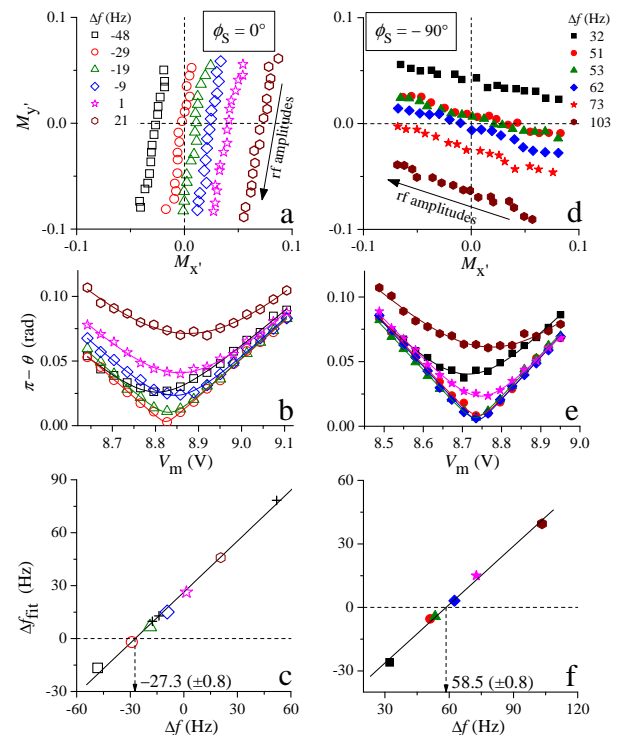 Δf (Hz)
-48
-29
-19
-9
1
21
ϕS = 0°
rf amplitudes
a
0.1
0.0
-0.1
My'
-0.1
0.0
0.1
Mx'
ϕS = − 90°
Δf (Hz)
32
51
53
62
73
103
rf amplitudes
d
0.1
0.0
-0.1
-0.1
0.0
0.1
Mx'
0.10
0.05
0.00
π− θ (rad)
b
8.7
8.8
8.9
9.0
9.1
Vm (V)
0.10
0.05
0.00
e
8.5
8.6
8.7
8.8
8.9
9.0
Vm (V)
90
60
30
0
-30
Δffit (Hz)
−27.3 (±0.8)
c
-60
-30
0
30
60
Δf (Hz)
60
30
0
-30
58.5 (±0.8)
f
30
60
90
120
Δf (Hz)